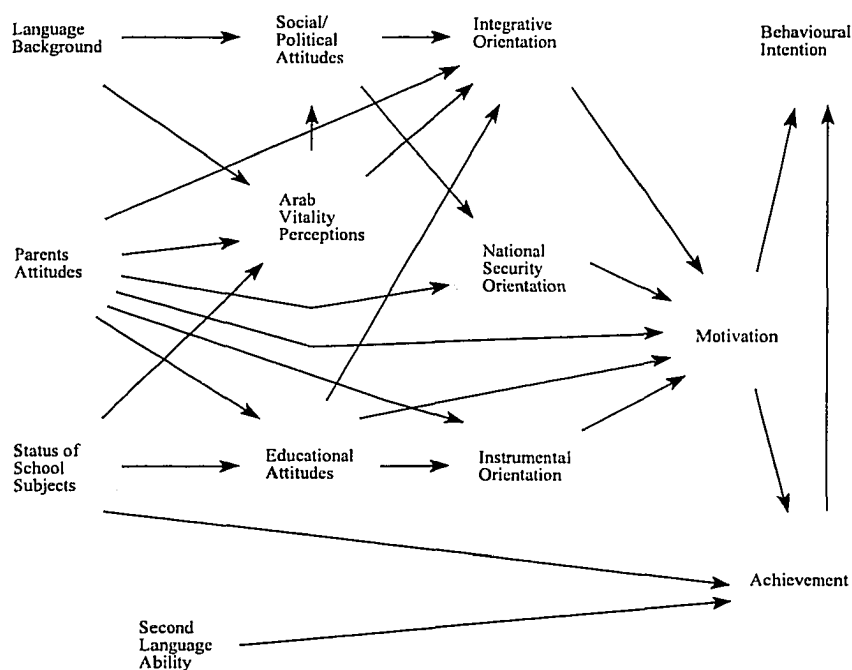 Language
Background
Social/
Political
Attitudes
Integrative
Orientation
Behavioural
Intention
Arab
Vitality
Perceptions
Parents
Attitudes
National
Security
Orientation
Motivation
Status of
School
Subjects
Educational
Attitudes
Instrumental
Orientation
Achievement
Second
Language
Ability